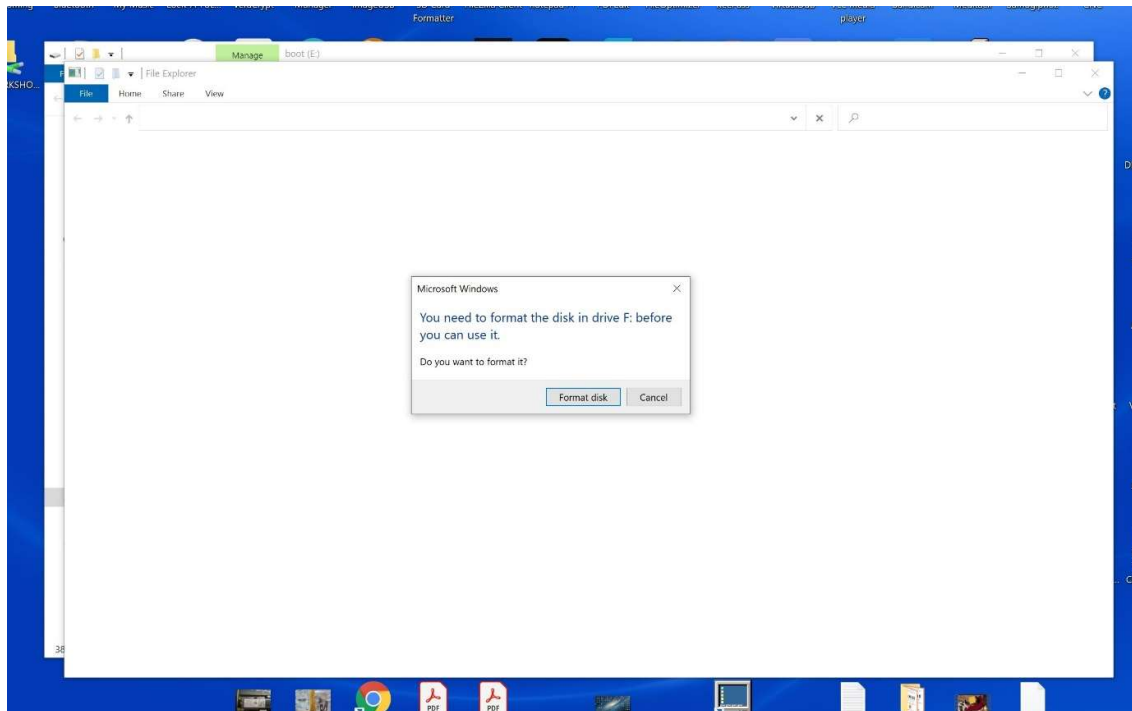 Formatter
player
Manage
boot (E:)
File Explorer
File
Home
Share
View
Microsoft Windows
You need to format the disk in drive F: before
you can use it.
Do you want to format it?
Format disk
Cancel
38
PDF
PDF